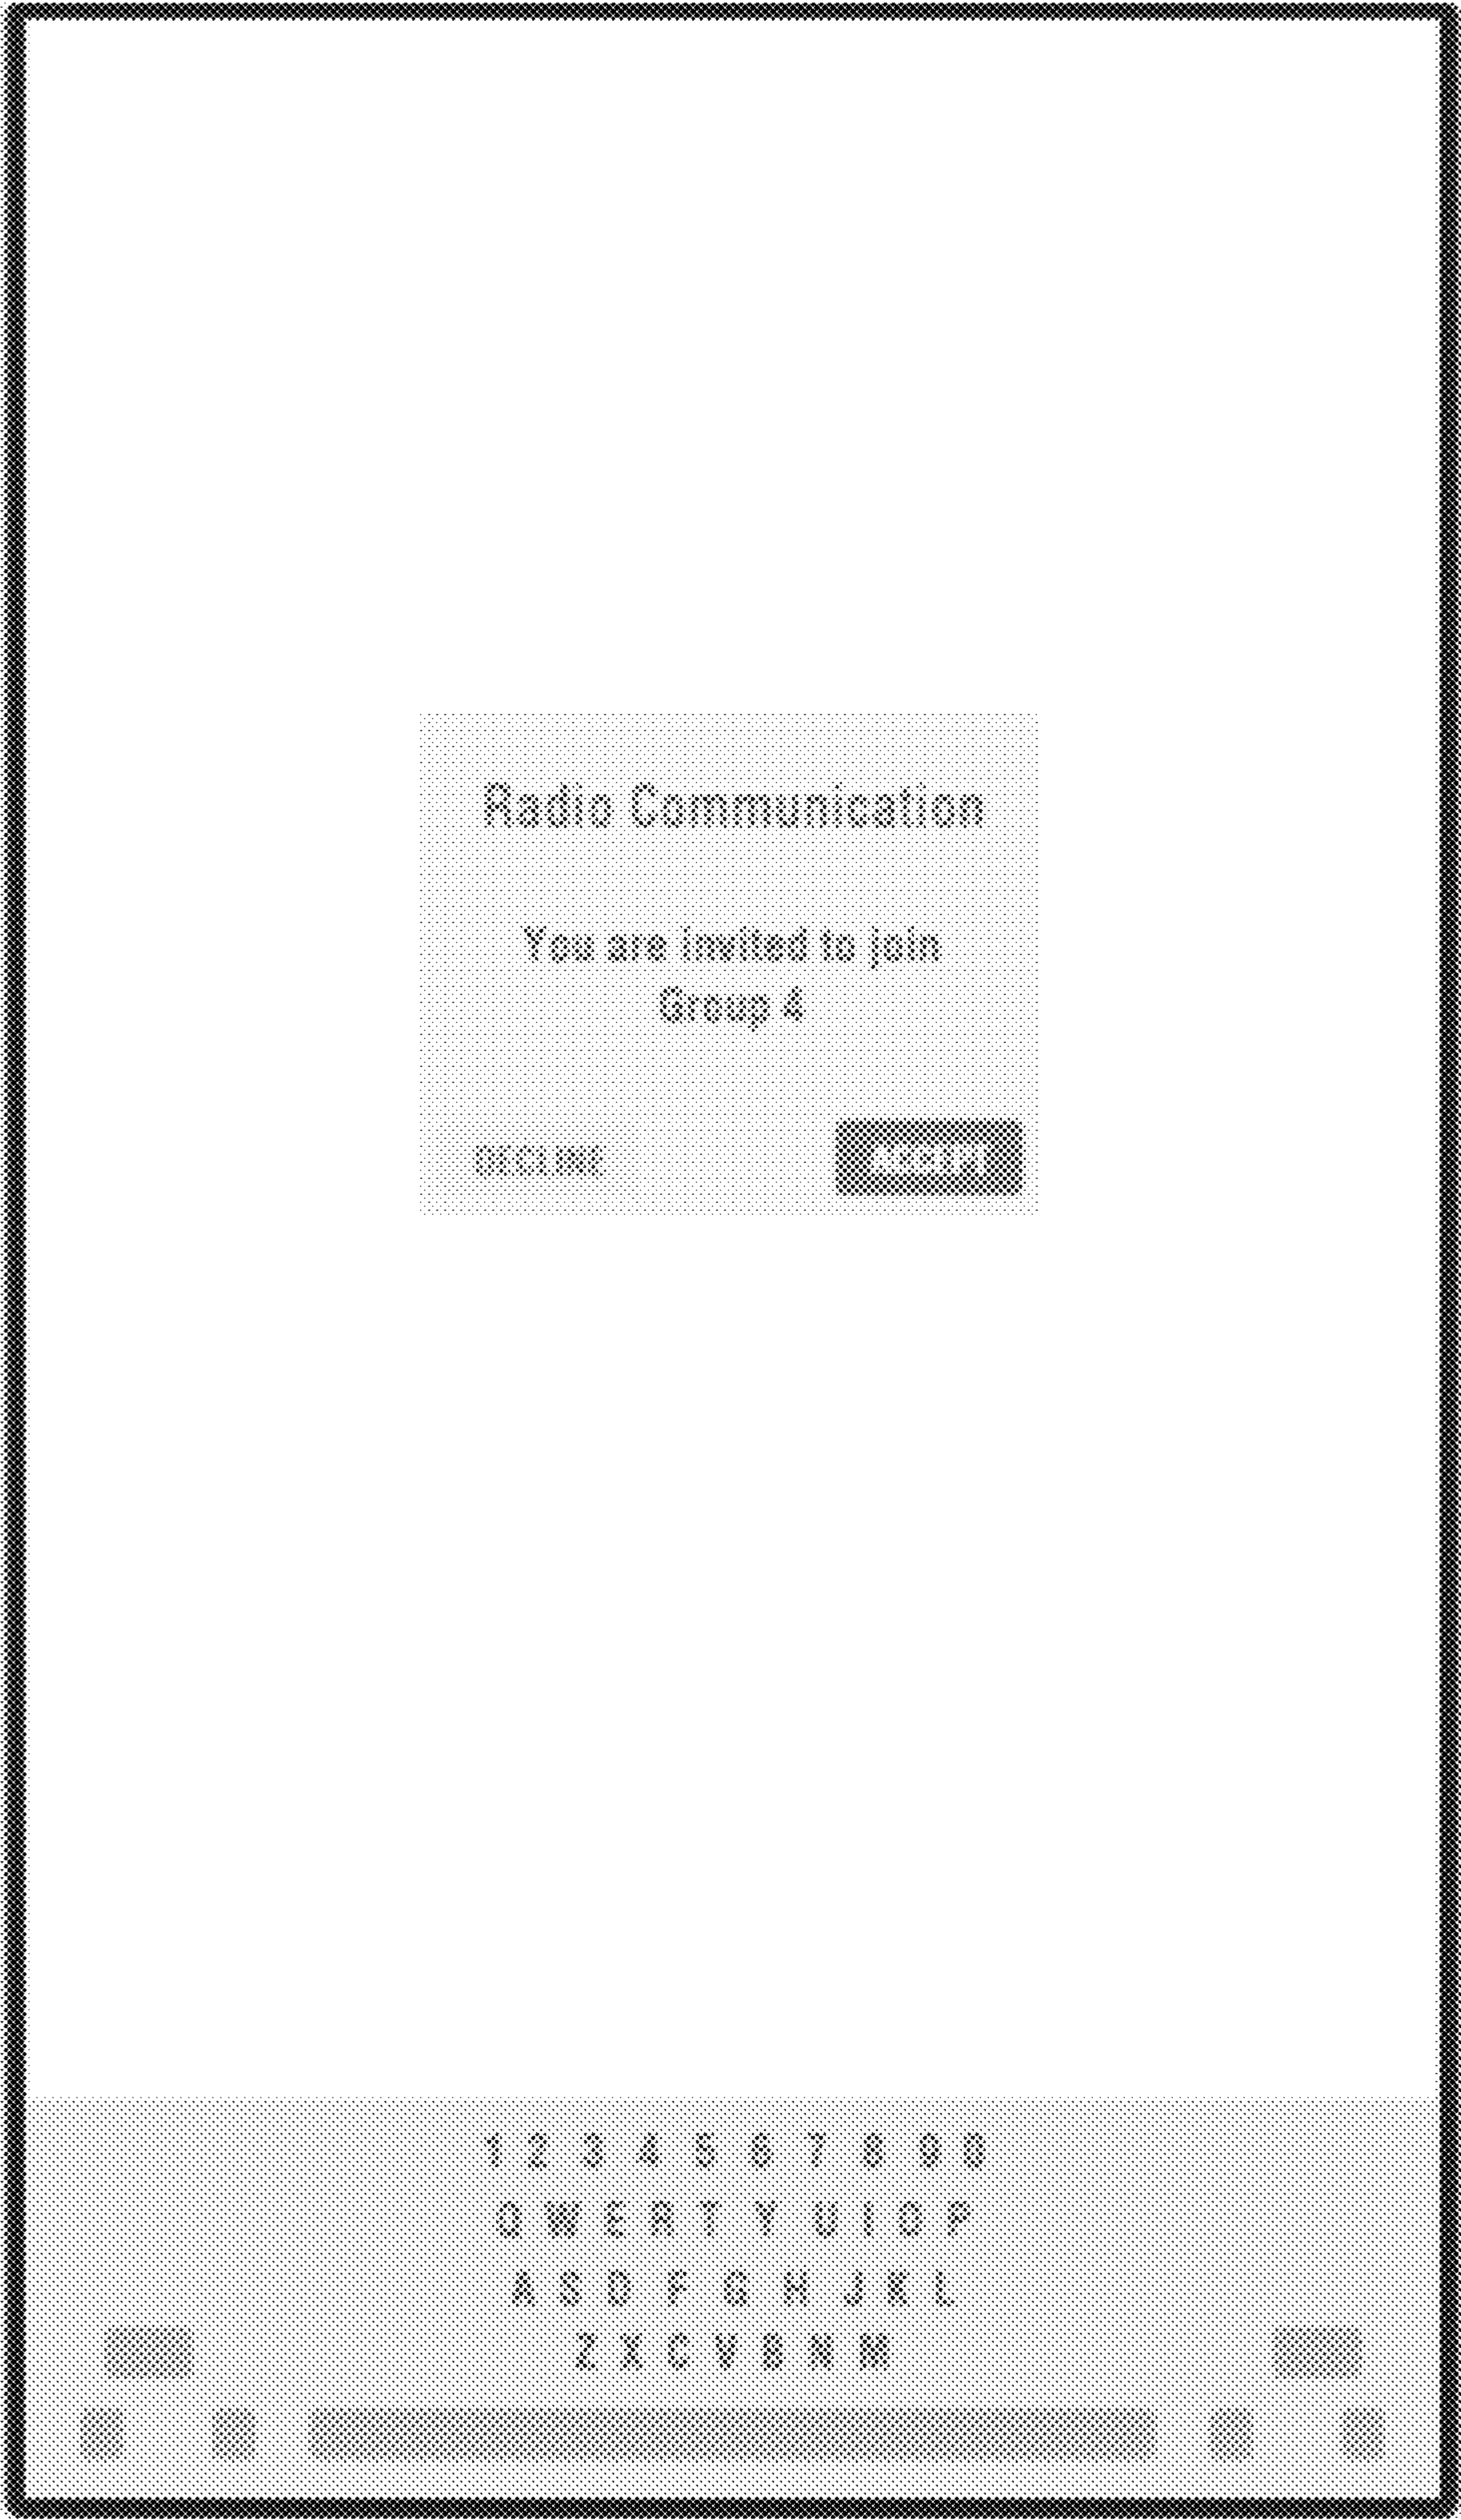 Radio Communication
You are invited to join
Group 4
DECLINE
1 2 3 4 5 6 7 8 9 0
Q W E R T Y U I O P
A S D F G H J K L
Z X C V B N M